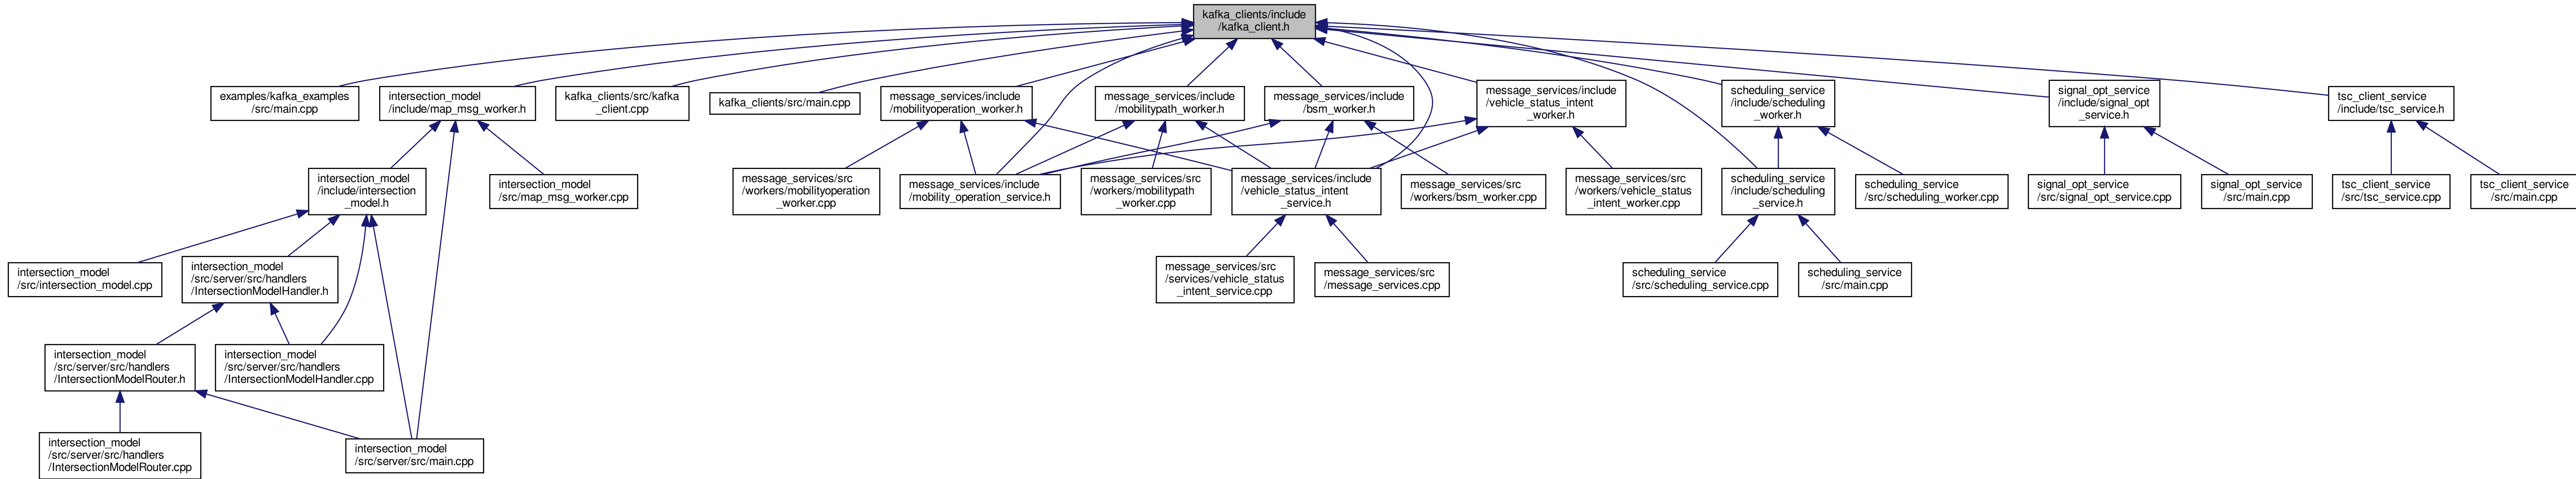 kafka_clients/include
/kafka_client.h
examples/kafka_examples
/src/main.cpp
intersection_model
/include/map_msg_worker.h
kafka_clients/src/kafka
_client.cpp
kafka_clients/src/main.cpp
message_services/include
/mobilityoperation_worker.h
message_services/include
/mobilitypath_worker.h
message_services/include
/bsm_worker.h
message_services/include
/vehicle_status_intent
_worker.h
scheduling_service
/include/scheduling
_worker.h
signal_opt_service
/include/signal_opt
_service.h
tsc_client_service
/include/tsc_service.h
intersection_model
/include/intersection
_model.h
intersection_model
/src/map_msg_worker.cpp
message_services/src
/workers/mobilityoperation
_worker.cpp
message_services/include
/mobility_operation_service.h
message_services/src
/workers/mobilitypath
_worker.cpp
message_services/include
/vehicle_status_intent
_service.h
message_services/src
/workers/bsm_worker.cpp
message_services/src
/workers/vehicle_status
_intent_worker.cpp
scheduling_service
/include/scheduling
_service.h
scheduling_service
/src/scheduling_worker.cpp
signal_opt_service
/src/signal_opt_service.cpp
signal_opt_service
/src/main.cpp
tsc_client_service
/src/tsc_service.cpp
tsc_client_service
/src/main.cpp
intersection_model
/src/intersection_model.cpp
intersection_model
/src/server/src/handlers
/IntersectionModelHandler.h
message_services/src
/services/vehicle_status
_intent_service.cpp
message_services/src
/message_services.cpp
scheduling_service
/src/scheduling_service.cpp
scheduling_service
/src/main.cpp
intersection_model
/src/server/src/handlers
/IntersectionModelRouter.h
intersection_model
/src/server/src/handlers
/IntersectionModelHandler.cpp
intersection_model
/src/server/src/handlers
/IntersectionModelRouter.cpp
intersection_model
/src/server/src/main.cpp